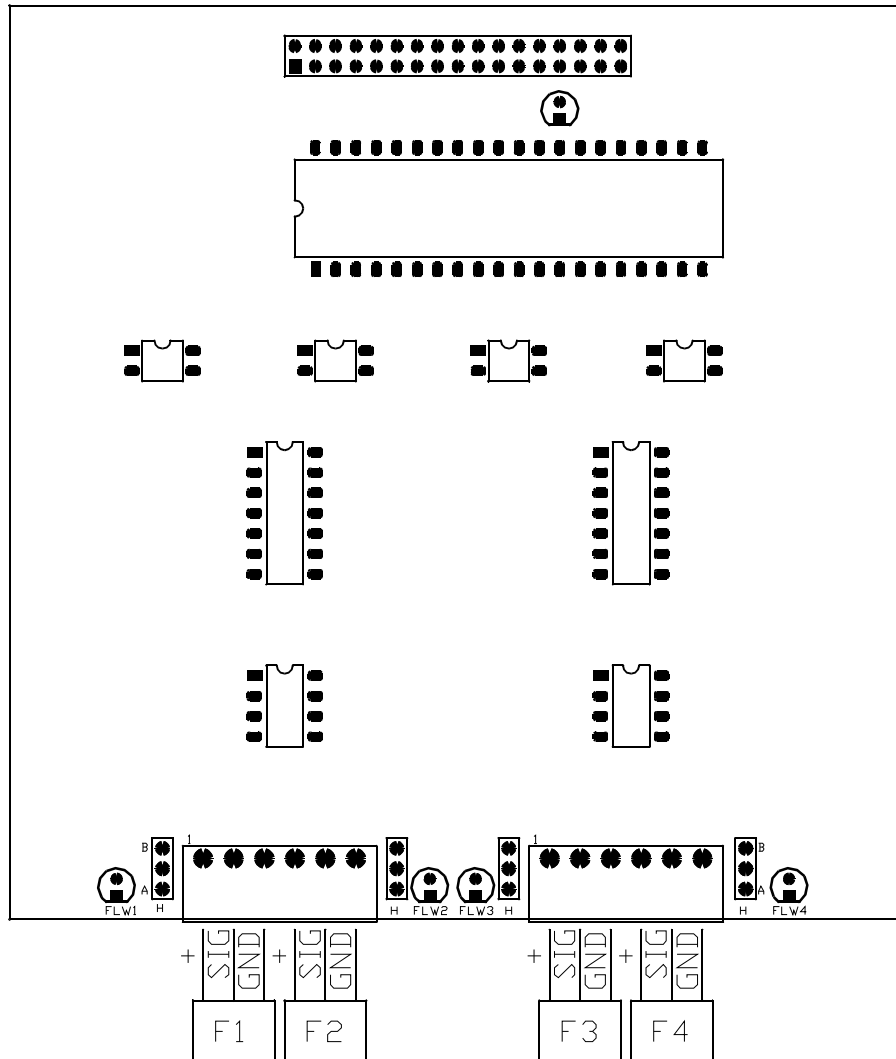 1 1
B B
A A
FLW1 H H FLW2 FLW3 H H FLW4
+ SIG GND + SIG GND + SIG GND + SIG GND
F1 F2 F3 F4